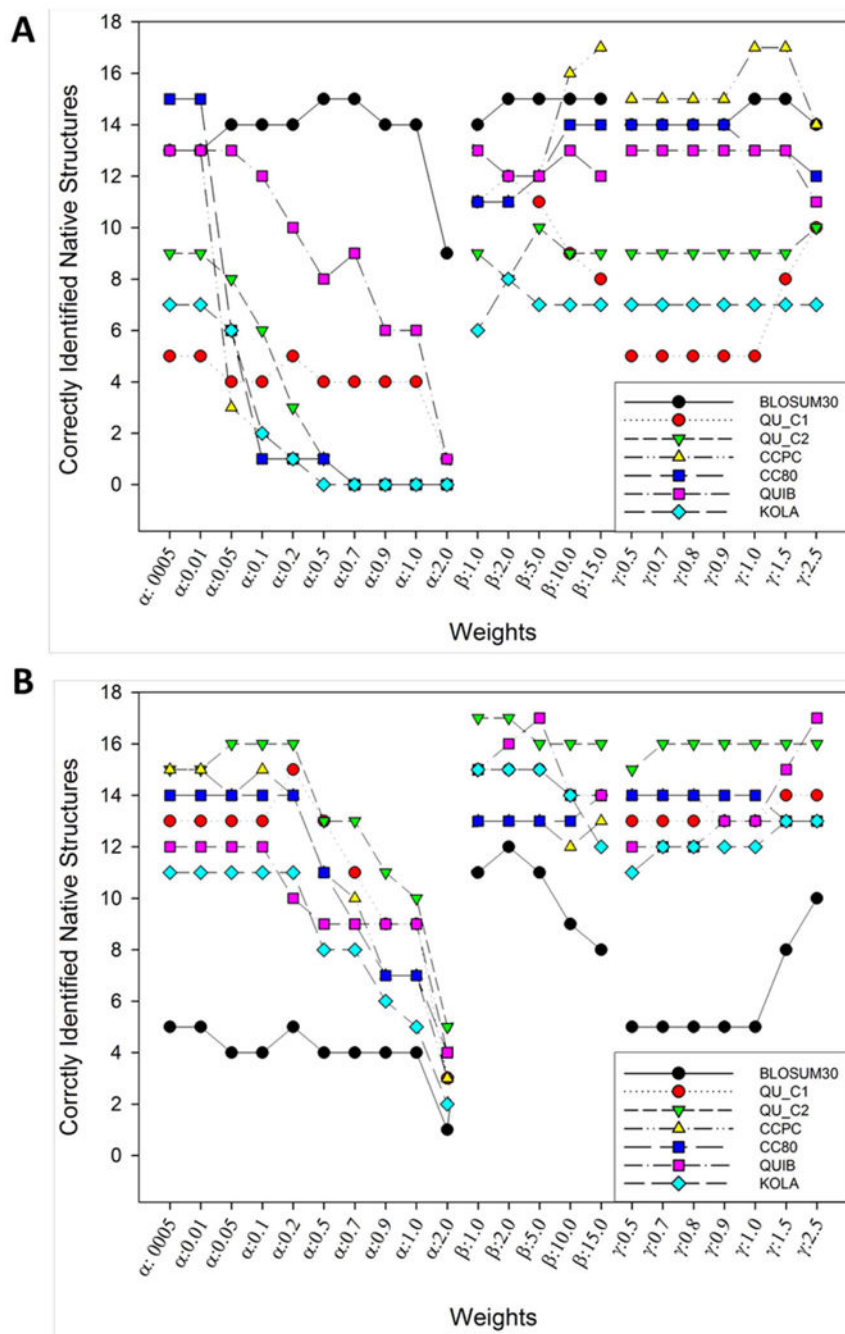 A
18
16
14
12
10
8
6
4
2
0
Correctly Identified Native Structures
BLOSUM30
QU_C1
QU_C2
CCPC
CC80
QUIB
KOLA
α: 0005
α:0.01
α:0.05
α:0.1
α:0.2
α:0.5
α:0.7
α:0.9
α:1.0
α:2.0
β:1.0
β:2.0
β:5.0
β:10.0
β:15.0
γ:0.5
γ:0.7
γ:0.8
γ:0.9
γ:1.0
γ:1.5
γ:2.5
Weights
B
18
16
14
12
10
8
6
4
2
0
Corrctly Identified Native Structures
BLOSUM30
QU_C1
QU_C2
CCPC
CC80
QUIB
KOLA
α: 0005
α:0.01
α:0.05
α:0.1
α:0.2
α:0.5
α:0.7
α:0.9
α:1.0
α:2.0
β:1.0
β:2.0
β:5.0
β:10.0
β:15.0
γ:0.5
γ:0.7
γ:0.8
γ:0.9
γ:1.0
γ:1.5
γ:2.5
Weights